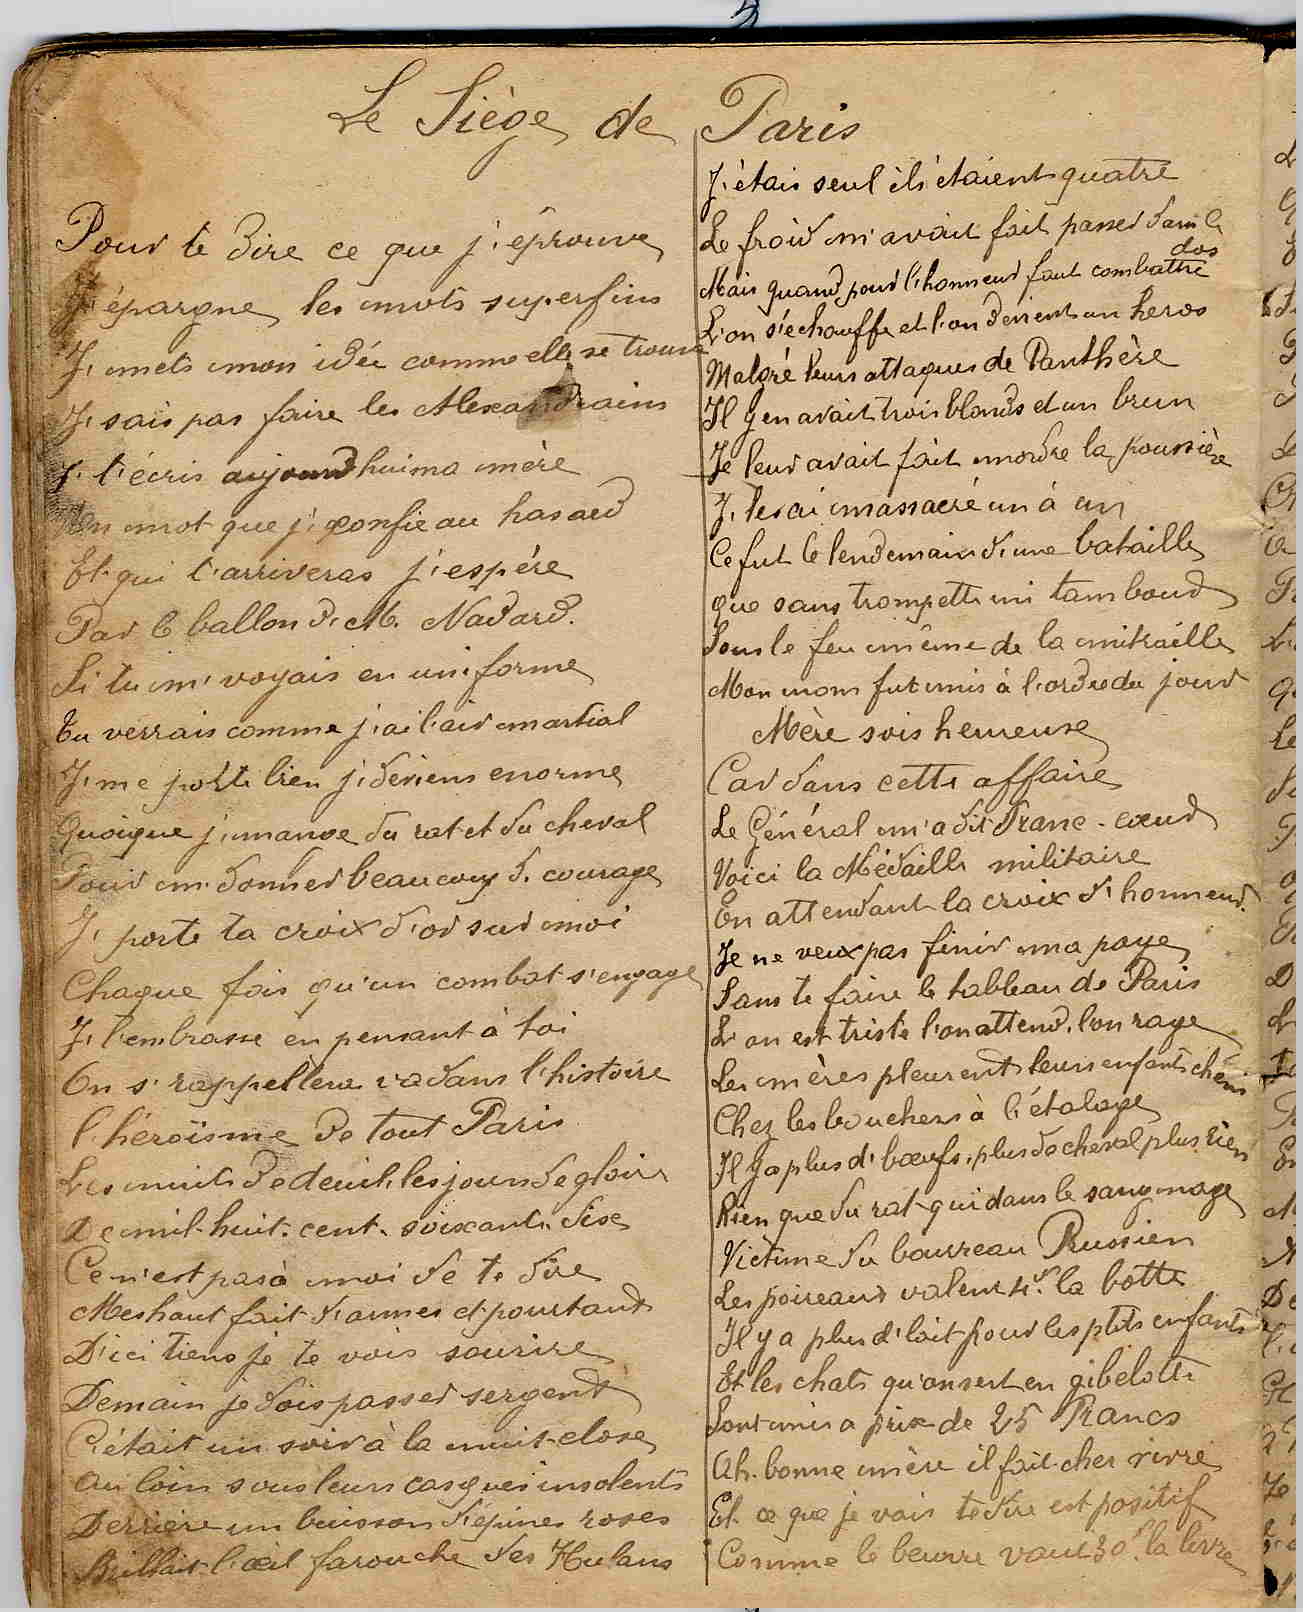 Le Siège de Paris
Pour te dire ce que j'éprouve
J'épargne les mots superfins
J' mets mon idée comme elle se trouve
J' sais pas faire les Alexandrains
J' t'écris aujourd'hui ma mère
Un mot que j' confie au hasard
Et qui t'arriveras j'espère
Par le ballon d' M. Nadard.
Si tu m' voyais en uniforme
Tu verrais comme j'ai l'air martial
J' me porte bien j' deviens enorme
Quoique j' mange du rat et du cheval
Pour m' donner beaucoup d' courage
J' porte ta croix d'or sur moi
Chaque fois qu'un combat s'engage
J' t'embrasse en pensant à toi
On s' rappellera va dans l'histoire
l'héroïsme de tout Paris
Les nuits de deuil, les jours de gloire
De mil-huit-cent-soixante dix
Ce n'est pas à moi de te dire
Mes haut fait d'armes et pourtant
D'ici tiens je te vois sourire
Demain je dois passer sergent
C'était un soir à la nuit close
Au loin sous leurs casques insolents
Derrière un buisson d'épines roses
Brillait l'œil farouche des Hulans
J'étais seul ils étaient quatre
Le froid m'avait fait passer dans le dos
Mais quand pour l'honneur faut combattre
L'on s'échauffe et l'on devient un heros
Malgré leurs attaques de Panthère
Il y en avait trois blonds et un brun
Je leur avait fait mordre la poussière
J' les ai massacré un à un
Ce fut le lendemain d'une bataille
que sans trompette ni tambour
Sous le feu même de la mitraille
Mon nom fut mis à l'ordre du jour
Mère sois heureuse
Car dans cette affaire
Le Général m'a dit Franc-cœur
Voici la Médaille militaire
En attendant la croix d'honneur.
Je ne veux pas finir ma page
Sans te faire le tableau de Paris
L'on est triste l'on attend, l'on rage
Les mères pleurent leurs enfants chéris
Chez les bouchers à l'étalage
Il y a plus d'bœufs, plus de cheval plus rien
Rien que du rat qui dans le sang nage
Victime du bourreau Prussien
Les poireaux valent 4f. la botte
Il y a plus d'lait pour les ptits enfants
Et les chats qu'on sert en gibelotte
Sont mis a prix de 25 Francs
Ah. bonne mère il fait cher vivre
Et ce que je vais te dire est positif
Comme le beurre vaut 30f. la livre